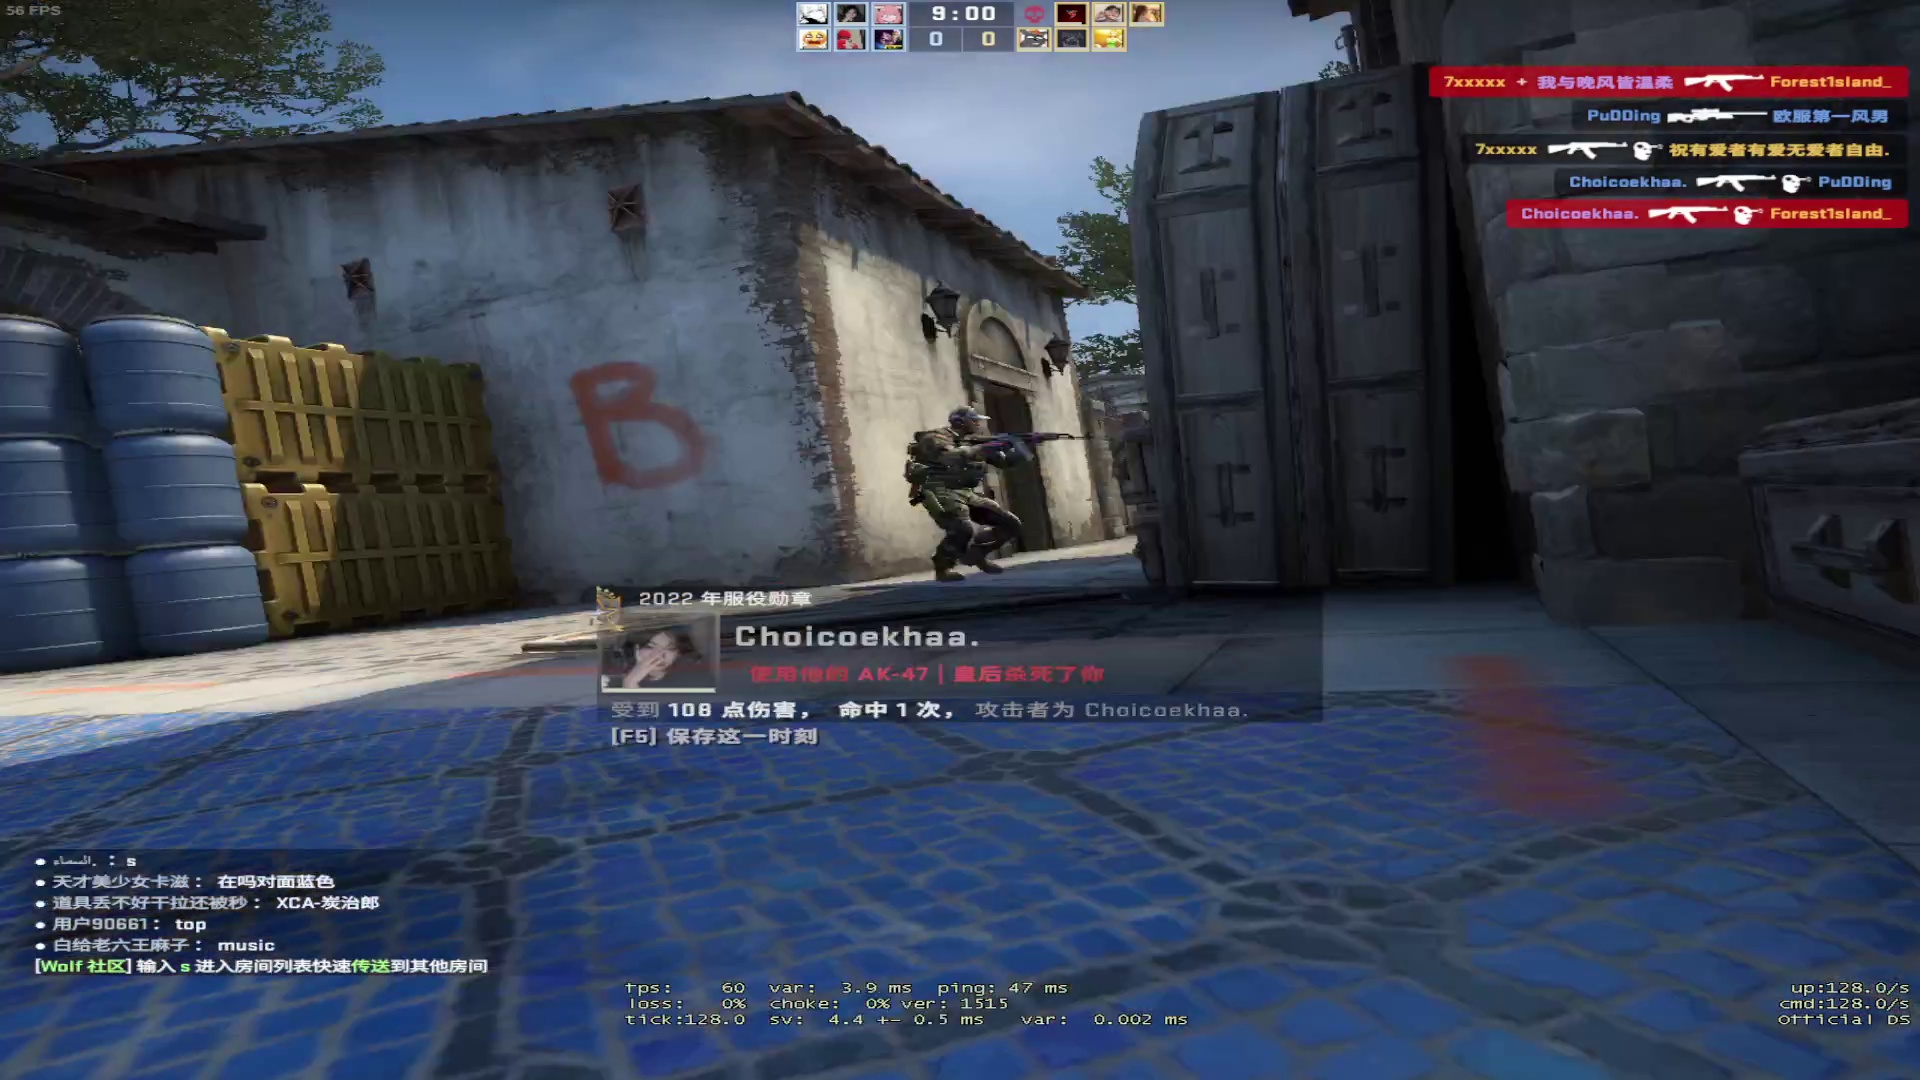 56 FPS
9:00
0 0
7xxxxx + 我与晚风皆温柔 Forest1sland_
PuDDing 欧服第一风男
7xxxxx 祝有爱者有爱无爱者自由.
Choicoekhaa. PuDDing
Choicoekhaa. Forest1sland_
B
2022 年服役勋章
Choicoekhaa.
使用他的 AK-47 | 皇后杀死了你
受到 108 点伤害， 命中 1 次， 攻击者为 Choicoekhaa.
[F5] 保存这一时刻
السماء. : s
天才美少女卡滋： 在吗对面蓝色
道具丢不好干拉还被秒： XCA-炭治郎
用户90661： top
白给老六王麻子： music
[Wolf 社区] 输入 s 进入房间列表快速传送到其他房间
fps: 60 var: 3.9 ms ping: 47 ms
loss: 0% choke: 0% ver: 1515
tick:128.0 sv: 4.4 +- 0.5 ms var: 0.002 ms
up:128.0/s
cmd:128.0/s
Official DS